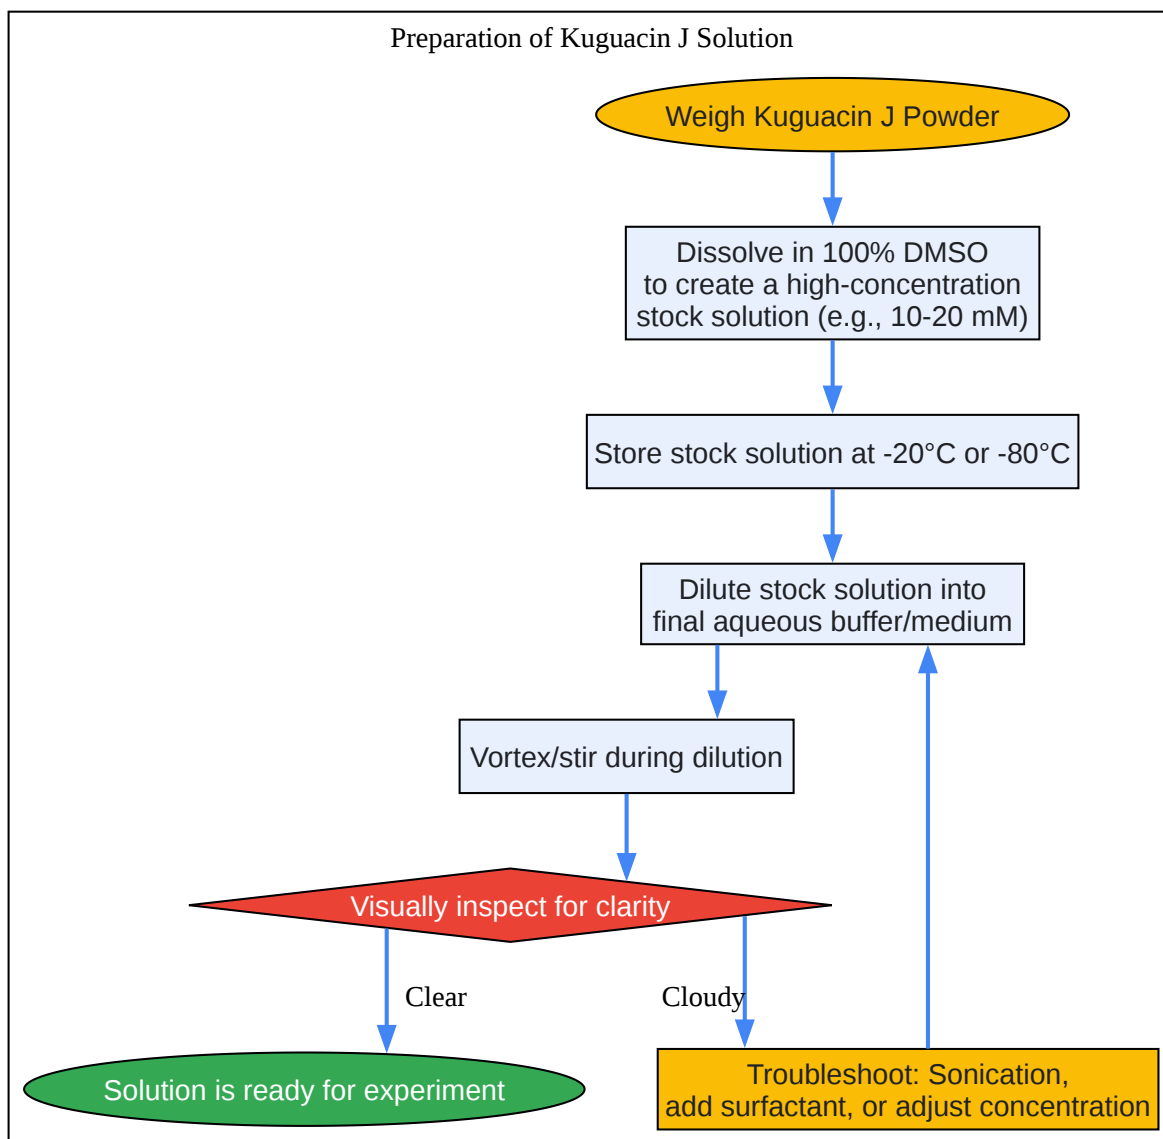 Preparation of Kuguacin J Solution
Weigh Kuguacin J Powder
Dissolve in 100% DMSO
to create a high-concentration
stock solution (e.g., 10-20 mM)
Store stock solution at -20°C or -80°C
Dilute stock solution into
final aqueous buffer/medium
Vortex/stir during dilution
Visually inspect for clarity
Clear
Cloudy
Solution is ready for experiment
Troubleshoot: Sonication,
add surfactant, or adjust concentration